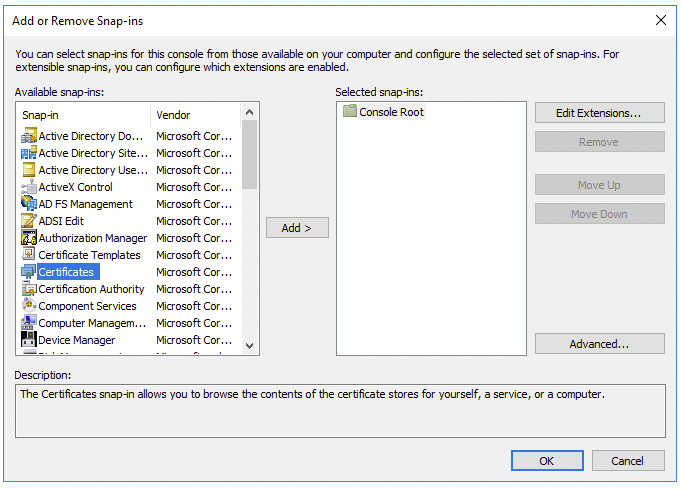 Add or Remove Snap-ins
You can select snap-ins for this console from those available on your computer and configure the selected set of snap-ins. For
extensible snap-ins, you can configure which extensions are enabled.
Available snap-ins:
Selected snap-ins:
Snap-in Vendor
Active Directory Do... Microsoft Cor...
Active Directory Site... Microsoft Cor...
Active Directory Use... Microsoft Cor...
ActiveX Control Microsoft Cor...
AD FS Management Microsoft Cor...
ADSI Edit Microsoft Cor...
Authorization Manager Microsoft Cor...
Certificate Templates Microsoft Cor...
Certificates Microsoft Cor...
Certification Authority Microsoft Cor...
Component Services Microsoft Cor...
Computer Managem... Microsoft Cor...
Device Manager Microsoft Cor...
Add >
Console Root
Edit Extensions...
Remove
Move Up
Move Down
Advanced...
Description:
The Certificates snap-in allows you to browse the contents of the certificate stores for yourself, a service, or a computer.
OK
Cancel